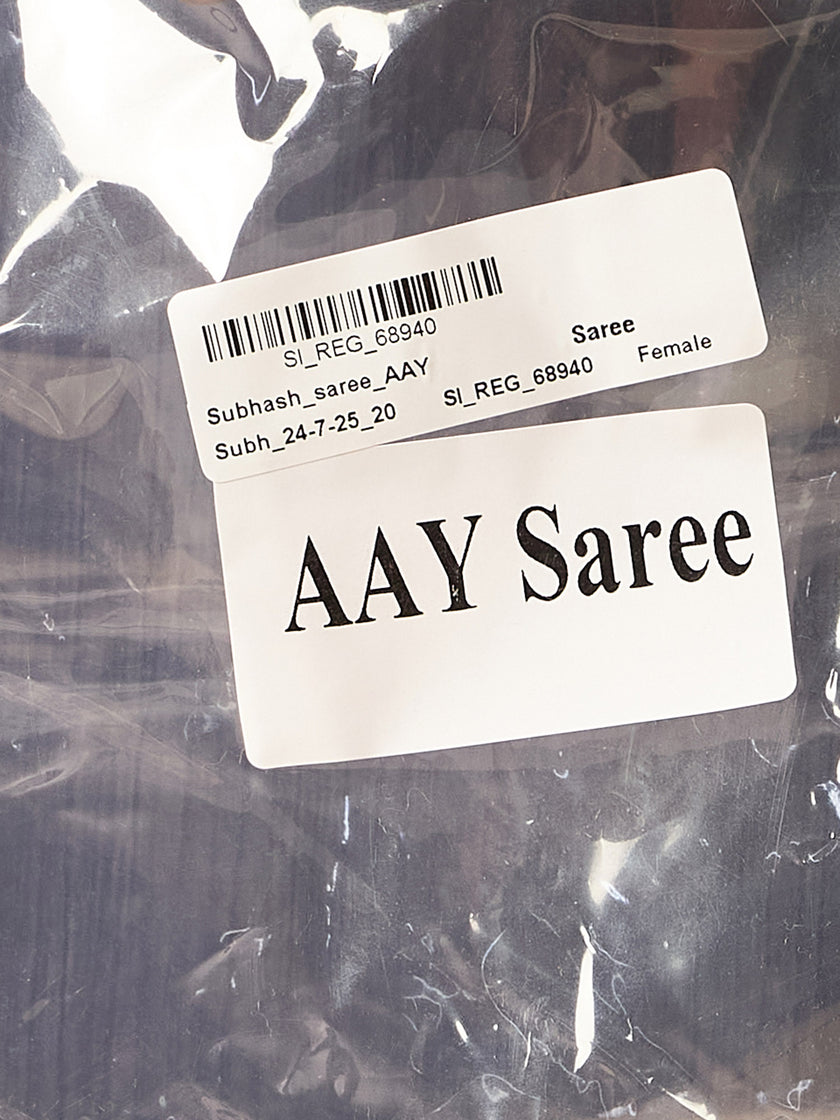 SI_REG_68940
Saree
Subhash_saree_AAY
SI_REG_68940
Female
Subh_24-7-25_20
AAY Saree